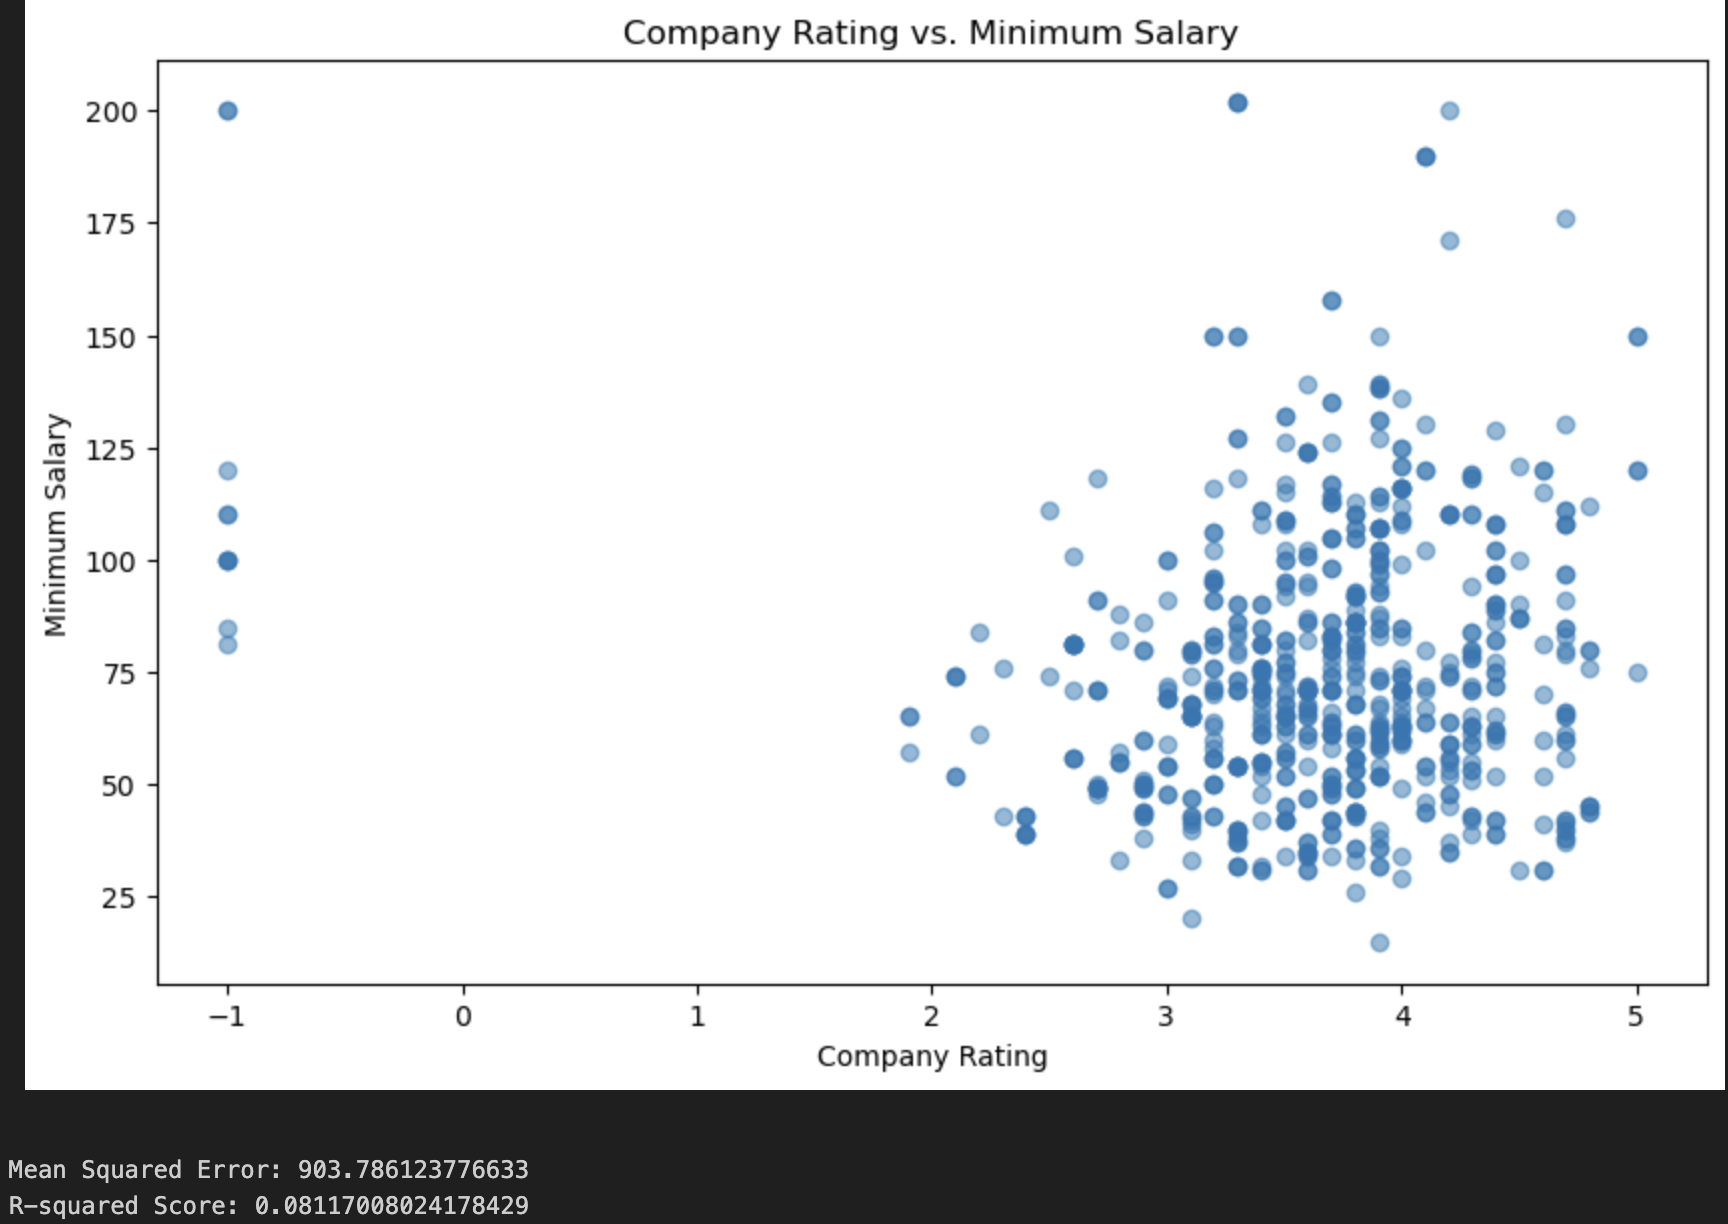 Company Rating vs. Minimum Salary
200
175
150
125
100
75
50
25
Minimum Salary
−1 0 1 2 3 4 5
Company Rating
Mean Squared Error: 903.786123776633
R-squared Score: 0.08117008024178429